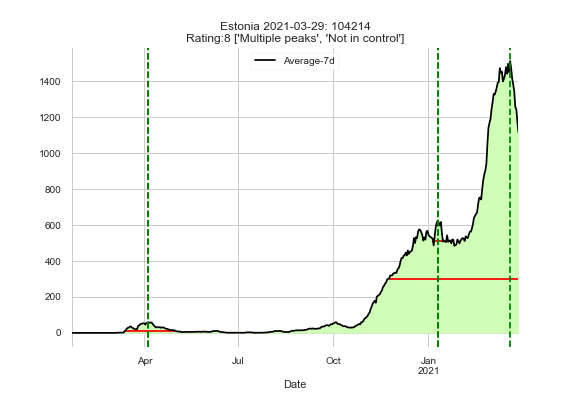 Estonia 2021-03-29: 104214
Rating:8 ['Multiple peaks', 'Not in control']
Average-7d
1400
1200
1000
800
600
400
200
0
Apr
Jul
Oct
Jan
2021
Date